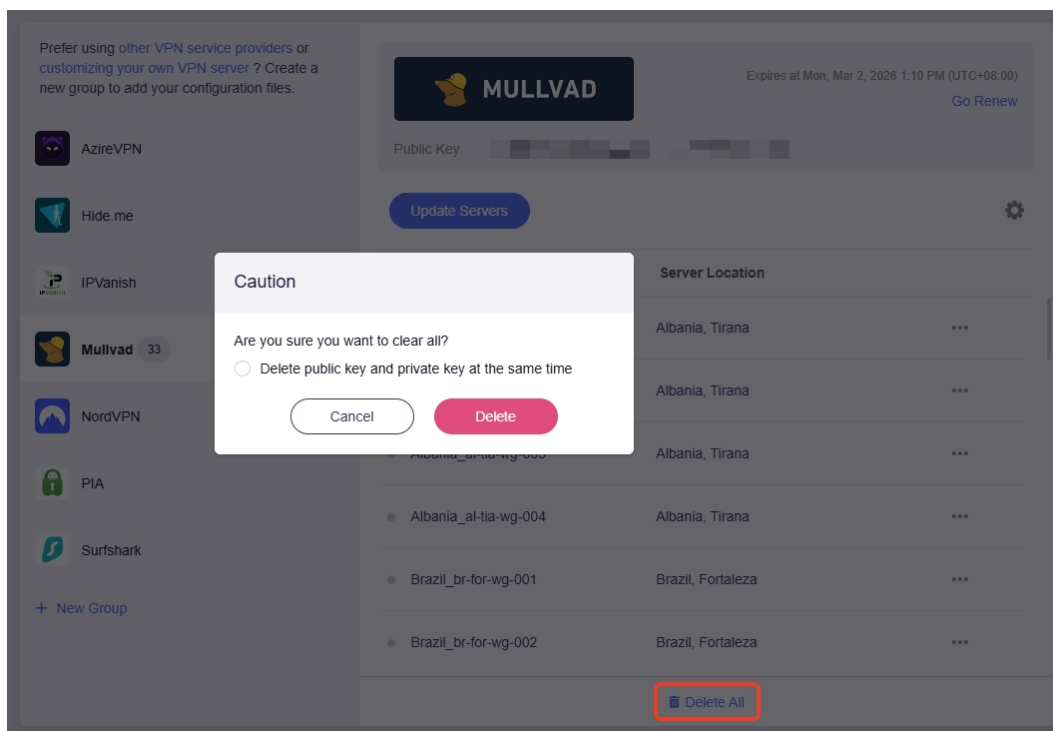 Prefer using other VPN service providers or
customizing your own VPN server ? Create a
new group to add your configuration files.
AzireVPN
Hide.me
IPVanish
Mullvad 33
NordVPN
PIA
Surfshark
+ New Group
MULLVAD
Expires at Mon, Mar 2, 2026 1:10 PM (UTC+08:00)
Go Renew
Public Key
Update Servers
Server Location
Albania, Tirana
Albania, Tirana
Albania, Tirana
Albania_al-tia-wg-004 Albania, Tirana
Brazil_br-for-wg-001 Brazil, Fortaleza
Brazil_br-for-wg-002 Brazil, Fortaleza
Delete All
Caution
Are you sure you want to clear all?
Delete public key and private key at the same time
Cancel Delete